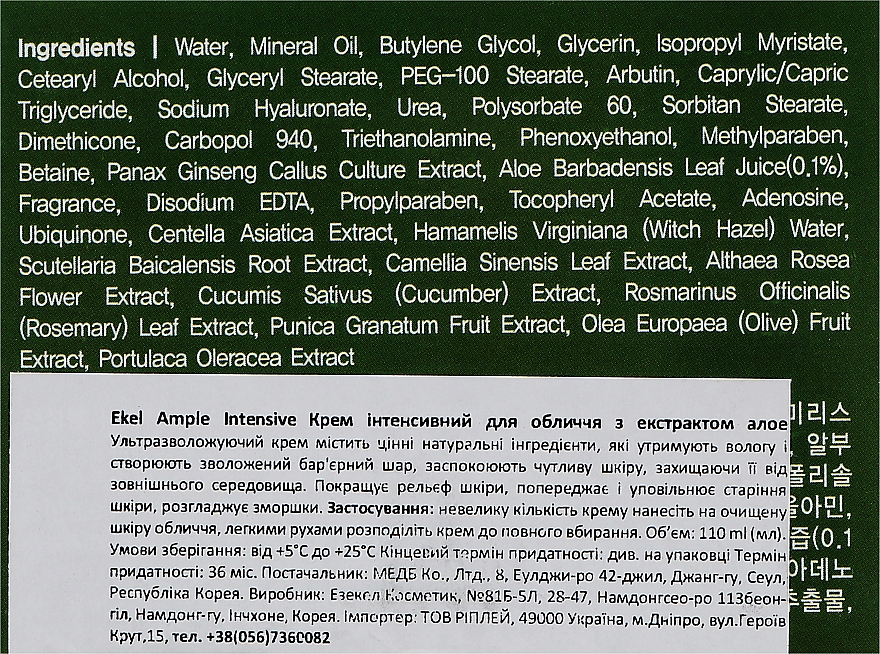 Ingredients | Water, Mineral Oil, Butylene Glycol, Glycerin, Isopropyl Myristate,
Cetearyl Alcohol, Glyceryl Stearate, PEG-100 Stearate, Arbutin, Caprylic/Capric
Triglyceride, Sodium Hyaluronate, Urea, Polysorbate 60, Sorbitan Stearate,
Dimethicone, Carbopol 940, Triethanolamine, Phenoxyethanol, Methylparaben,
Betaine, Panax Ginseng Callus Culture Extract, Aloe Barbadensis Leaf Juice(0.1%),
Fragrance, Disodium EDTA, Propylparaben, Tocopheryl Acetate, Adenosine,
Ubiquinone, Centella Asiatica Extract, Hamamelis Virginiana (Witch Hazel) Water,
Scutellaria Baicalensis Root Extract, Camellia Sinensis Leaf Extract, Althaea Rosea
Flower Extract, Cucumis Sativus (Cucumber) Extract, Rosmarinus Officinalis
(Rosemary) Leaf Extract, Punica Granatum Fruit Extract, Olea Europaea (Olive) Fruit
Extract, Portulaca Oleracea Extract
Ekel Ample Intensive Крем інтенсивний для обличчя з екстрактом алое
Ультразволожуючий крем містить цінні натуральні інгредієнти, які утримують вологу і
створюють зволожений бар'єрний шар, заспокоюють чутливу шкіру, захищаючи її від
зовнішнього середовища. Покращує рельєф шкіри, попереджає і уповільнює старіння
шкіри, розгладжує зморшки. Застосування: невелику кількість крему нанесіть на очищену
шкіру обличчя, легкими рухами розподіліть крем до повного вбирання. Об'єм: 110 ml (мл).
Умови зберігання: від +5°C до +25°C Кінцевий термін придатності: див. на упаковці Термін
придатності: 36 міс. Постачальник: МЕДБ Ко., Лтд., 8, Еулджи-ро 42-джил, Джанг-гу, Сеул,
Республіка Корея. Виробник: Езекел Косметик, №81Б-5Л, 28-47, Намдонгсео-ро 113беон-
гіл, Намдонг-гу, Інчхоне, Корея. Імпортер: ТОВ РІПЛЕЙ, 49000 Україна, м.Дніпро, вул.Героїв
Крут,15, тел. +38(056)7360082
미리스
, 알부
폴리솔
올아민,
즙(0.1
아데노
추출물,